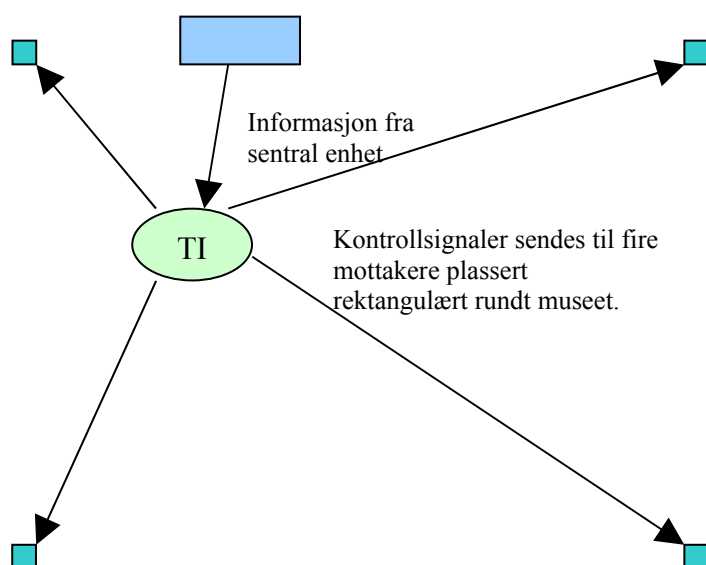 Informasjon fra
sentral enhet
TI
Kontrollsignaler sendes til fire
mottakere plassert
rektangulært rundt museet.